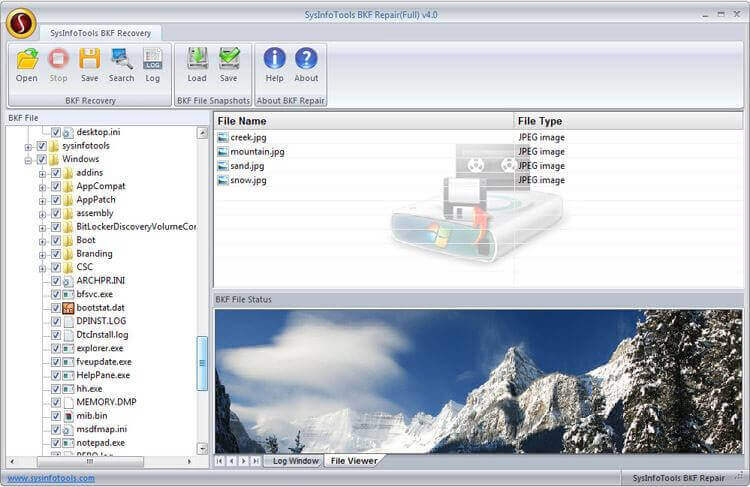 SysInfoTools BKF Repair(Full) v4.0
SysInfoTools BKF Recovery
Open Stop Save Search Log Load Save Help About
LOG
BKF Recovery BKF File Snapshots About BKF Repair
BKF File
desktop.ini
sysinfotools
Windows
addins
AppCompat
AppPatch
assembly
BitLockerDiscoveryVolumeCor
Boot
Branding
CSC
ARCHPR.INI
bfsvc.exe
bootstat.dat
DPINST.LOG
DtcInstall.log
explorer.exe
fveupdate.exe
HelpPane.exe
hh.exe
MEMORY.DMP
mib.bin
msdfmap.ini
notepad.exe
File Name File Type
creek.jpg JPEG image
mountain.jpg JPEG image
sand.jpg JPEG image
snow.jpg JPEG image
BKF File Status
Log Window File Viewer
www.sysinfotools.com SysInfoTools BKF Repair